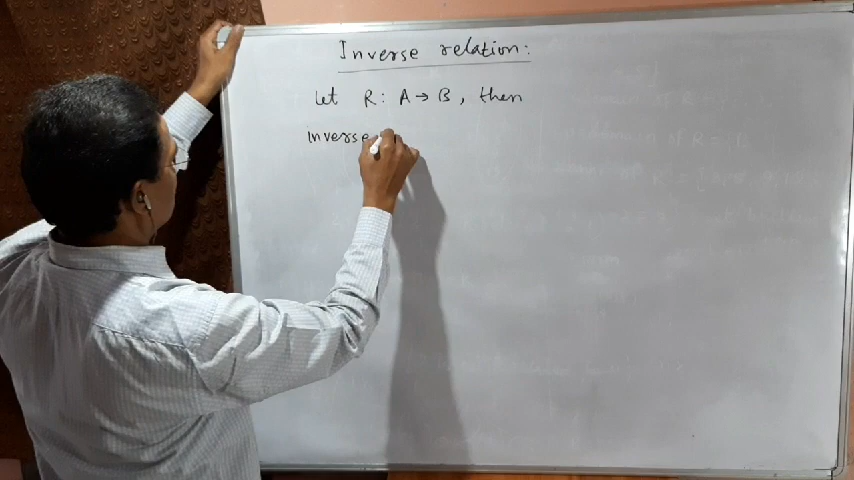 Inverse relation:
Let R: A → B, then
Inverse